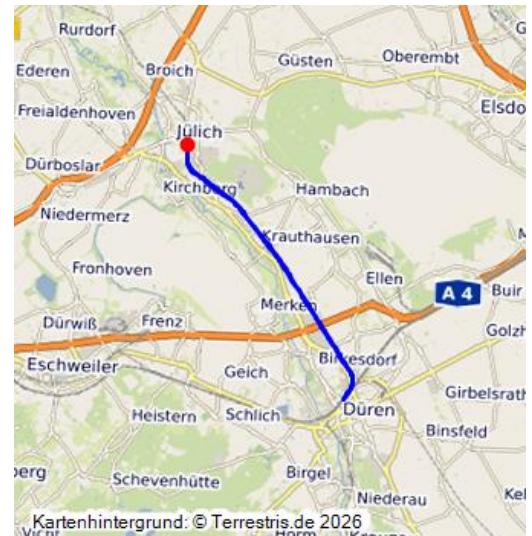 Rurdorf
Oberembt
Ederen
Broich
Güsten
Elsdo
Freialdenhoven
Jülich
Dürboslar
Kirchberg
Hambach
Niedermerz
Krauthausen
Fronhoven
Ellen
A 4
Buir
Merken
Dürwiß
Frenz
Golzh
Eschweiler
Birkesdorf
Geich
Girbelsrath
Heistern
Schlich
Düren
Binsfeld
berg
Schevenhütte
Birgel
Niederau
Kartenhintergrund: © Terrestris.de 2026